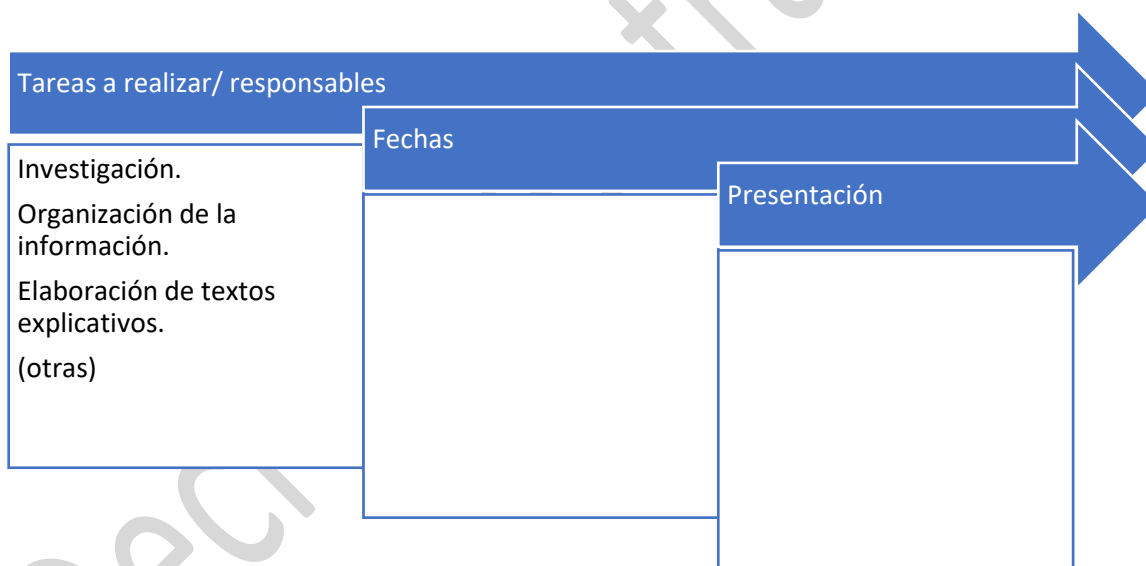 Tareas a realizar/ responsables
Fechas
Presentación
Investigación.
Organización de la
información.
Elaboración de textos
explicativos.
(otras)